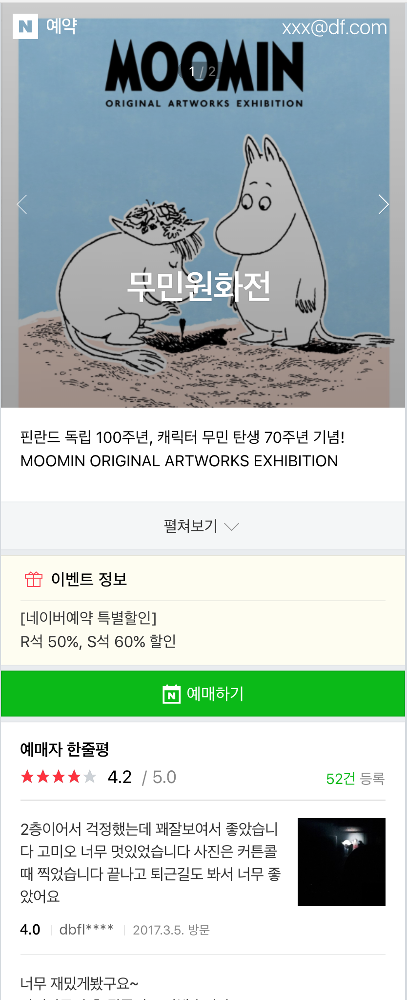 N 예약
xxx@df.com
MOOMIN
1 / 2
ORIGINAL ARTWORKS EXHIBITION
무민원화전
핀란드 독립 100주년, 캐릭터 무민 탄생 70주년 기념!
MOOMIN ORIGINAL ARTWORKS EXHIBITION
펼쳐보기
이벤트 정보
[네이버예약 특별할인]
R석 50%, S석 60% 할인
N 예매하기
예매자 한줄평
4.2 / 5.0
52건 등록
2층이어서 걱정했는데 꽤잘보여서 좋았습니
다 고미오 너무 멋있었습니다 사진은 커튼콜
때 찍었습니다 끝나고 퇴근길도 봐서 너무 좋
았어요
4.0 dbfl**** 2017.3.5. 방문
너무 재밌게봤구요~